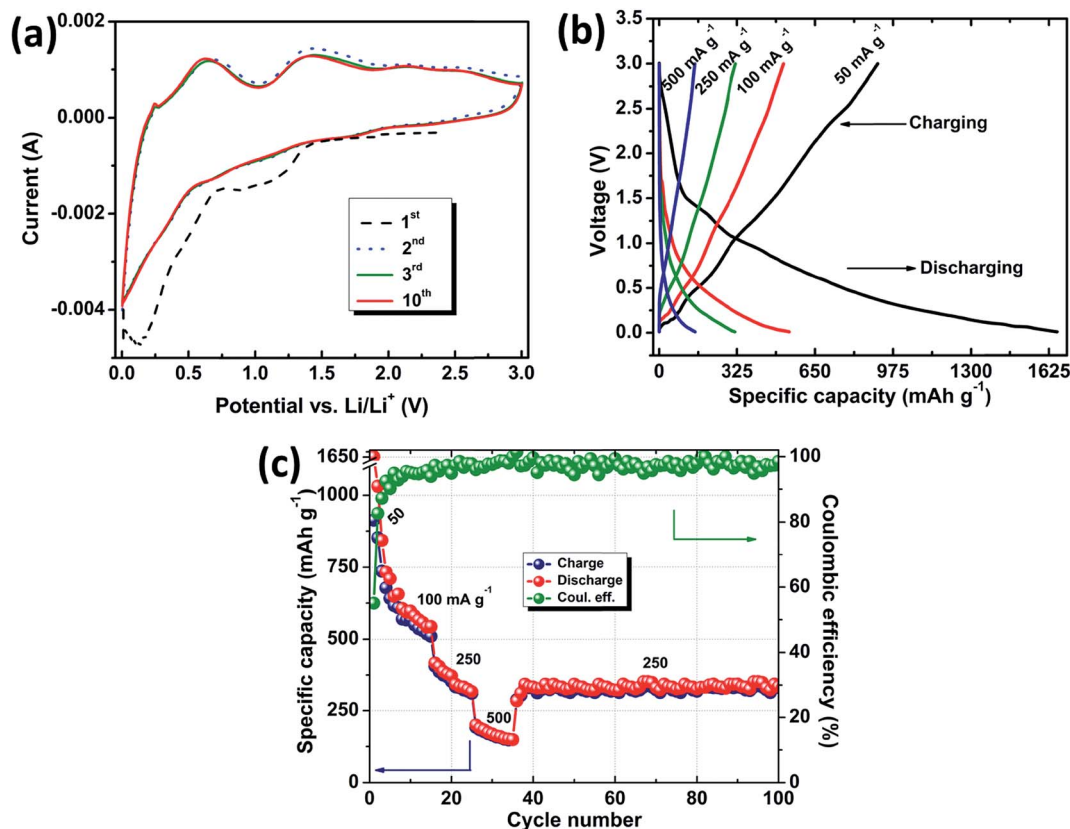 (a)
0.002
0.000
-0.002
-0.004
Current (A)
1st
2nd
3rd
10th
0.0 0.5 1.0 1.5 2.0 2.5 3.0
Potential vs. Li/Li+ (V)
(b)
3.5
3.0
2.5
2.0
1.5
1.0
0.5
0.0
Voltage (V)
500 mA g-1
250 mA g-1
100 mA g-1
50 mA g-1
Charging
Discharging
0 325 650 975 1300 1625
Specific capacity (mAh g-1)
(c)
1650
1000
750
500
250
0
Specific capacity (mAh g-1)
50
100 mA g-1
250
500
250
Charge
Discharge
Coul. eff.
100
80
60
40
20
0
Coulombic efficiency (%)
0 20 40 60 80 100
Cycle number